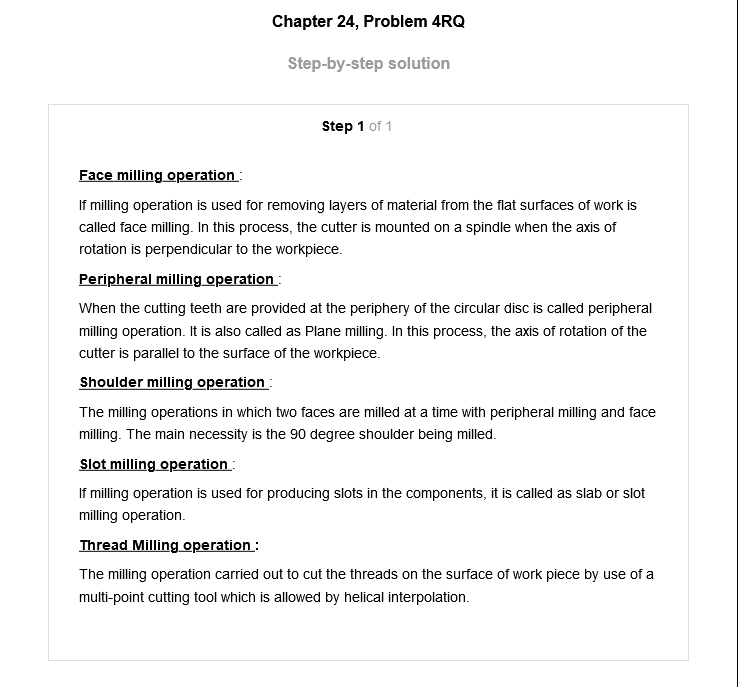 Chapter 24, Problem 4RQ
Step-by-step solution
Step 1 of 1
Face milling operation :
If milling operation is used for removing layers of material from the flat surfaces of work is
called face milling. In this process, the cutter is mounted on a spindle when the axis of
rotation is perpendicular to the workpiece.
Peripheral milling operation :
When the cutting teeth are provided at the periphery of the circular disc is called peripheral
milling operation. It is also called as Plane milling. In this process, the axis of rotation of the
cutter is parallel to the surface of the workpiece.
Shoulder milling operation :
The milling operations in which two faces are milled at a time with peripheral milling and face
milling. The main necessity is the 90 degree shoulder being milled.
Slot milling operation :
If milling operation is used for producing slots in the components, it is called as slab or slot
milling operation.
Thread Milling operation :
The milling operation carried out to cut the threads on the surface of work piece by use of a
multi-point cutting tool which is allowed by helical interpolation.